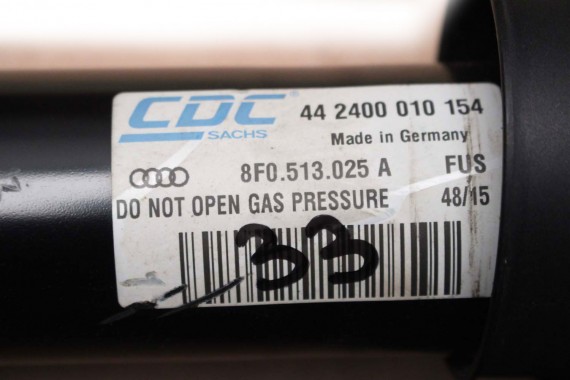 CDC 44 2400 010 154
SACHS Made in Germany
8F0.513.025 A FUS
DO NOT OPEN GAS PRESSURE 48/15
33